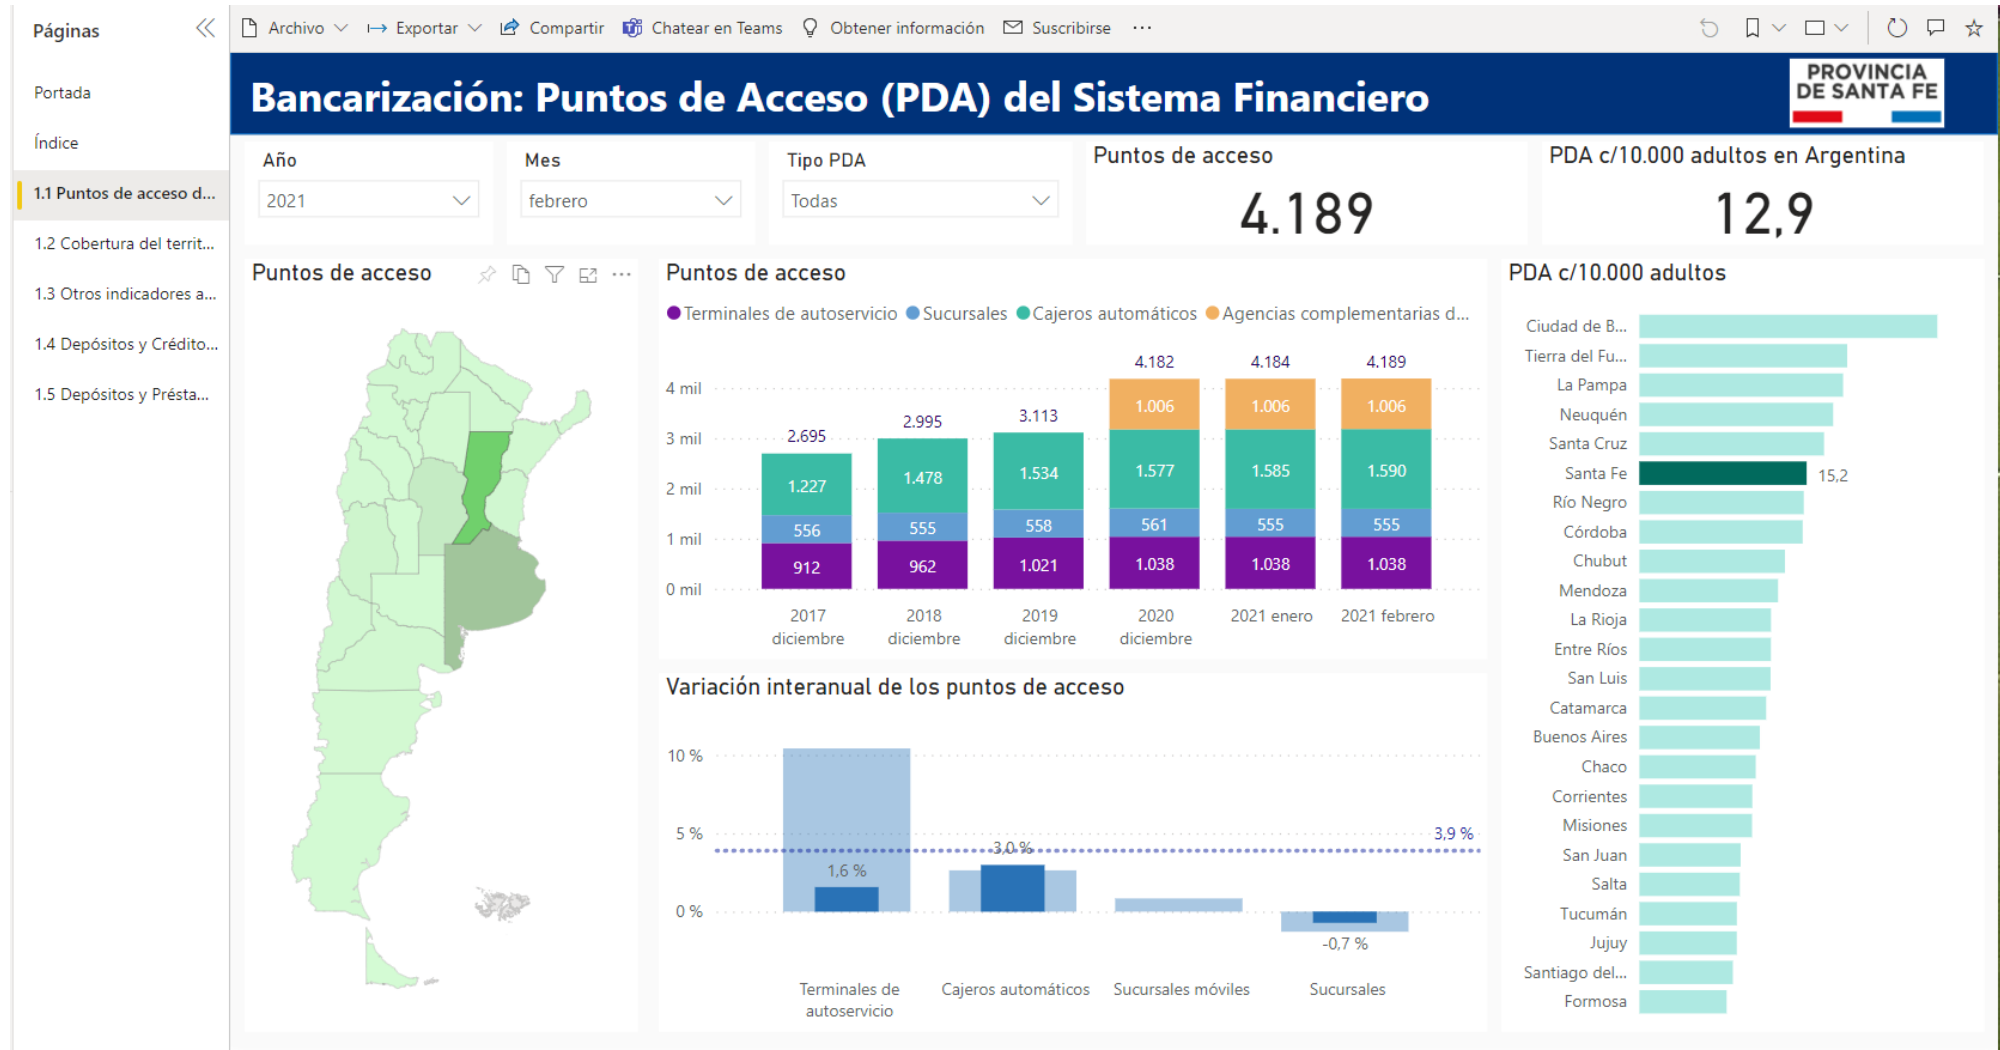 Páginas
Portada
Índice
1.1 Puntos de acceso d...
1.2 Cobertura del territ...
1.3 Otros indicadores a...
1.4 Depósitos y Crédito...
1.5 Depósitos y Présta...
Archivo Exportar Compartir Chatear en Teams Obtener información Suscribirse ...
Bancarización: Puntos de Acceso (PDA) del Sistema Financiero
PROVINCIA
DE SANTA FE
Año
2021
Mes
febrero
Tipo PDA
Todas
Puntos de acceso
4.189
PDA c/10.000 adultos en Argentina
12,9
Puntos de acceso
Puntos de acceso
Terminales de autoservicio Sucursales Cajeros automáticos Agencias complementarias d...
4.182 4.184 4.189
4 mil
1.006 1.006 1.006
2.695 2.995 3.113
3 mil
1.227 1.478 1.534 1.577 1.585 1.590
2 mil
556 555 558 561 555 555
1 mil
912 962 1.021 1.038 1.038 1.038
0 mil
2017 2018 2019 2020 2021 enero 2021 febrero
diciembre diciembre diciembre diciembre
Variación interanual de los puntos de acceso
10 %
5 %
3,9 %
3,0 %
1,6 %
0 %
-0,7 %
Terminales de Cajeros automáticos Sucursales móviles Sucursales
autoservicio
PDA c/10.000 adultos
Ciudad de B...
Tierra del Fu...
La Pampa
Neuquén
Santa Cruz
Santa Fe 15,2
Río Negro
Córdoba
Chubut
Mendoza
La Rioja
Entre Ríos
San Luis
Catamarca
Buenos Aires
Chaco
Corrientes
Misiones
San Juan
Salta
Tucumán
Jujuy
Santiago del...
Formosa